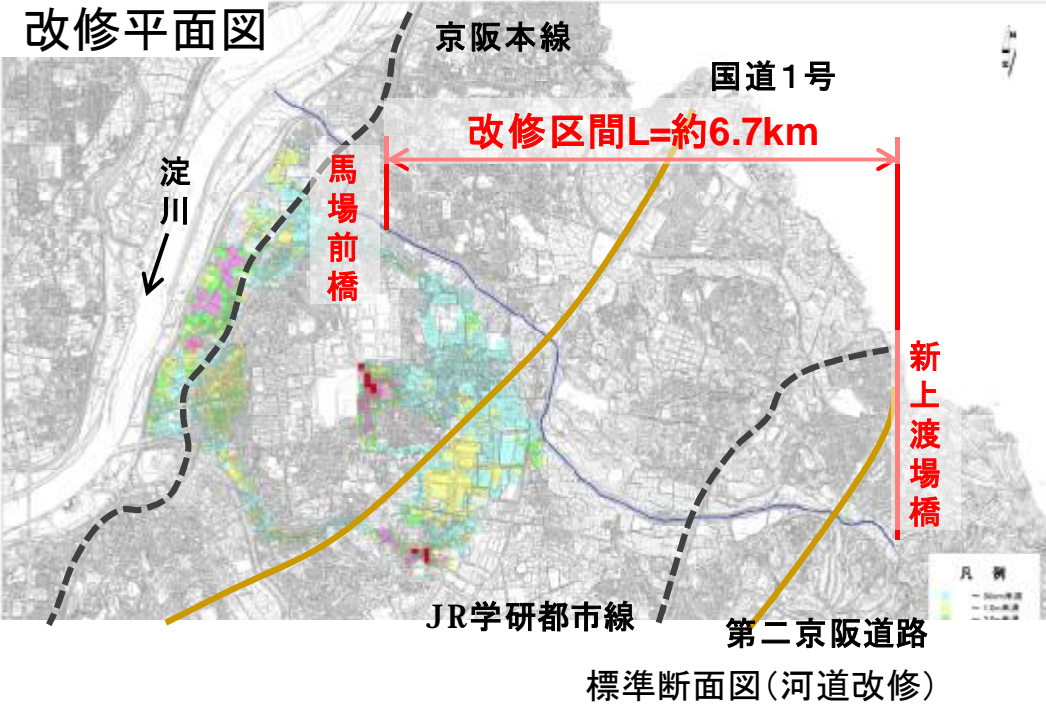 改修平面図
京阪本線
国道1号
改修区間L=約6.7km
淀川
馬場前橋
新上渡場橋
凡 例
JR学研都市線
第二京阪道路
標準断面図(河道改修)